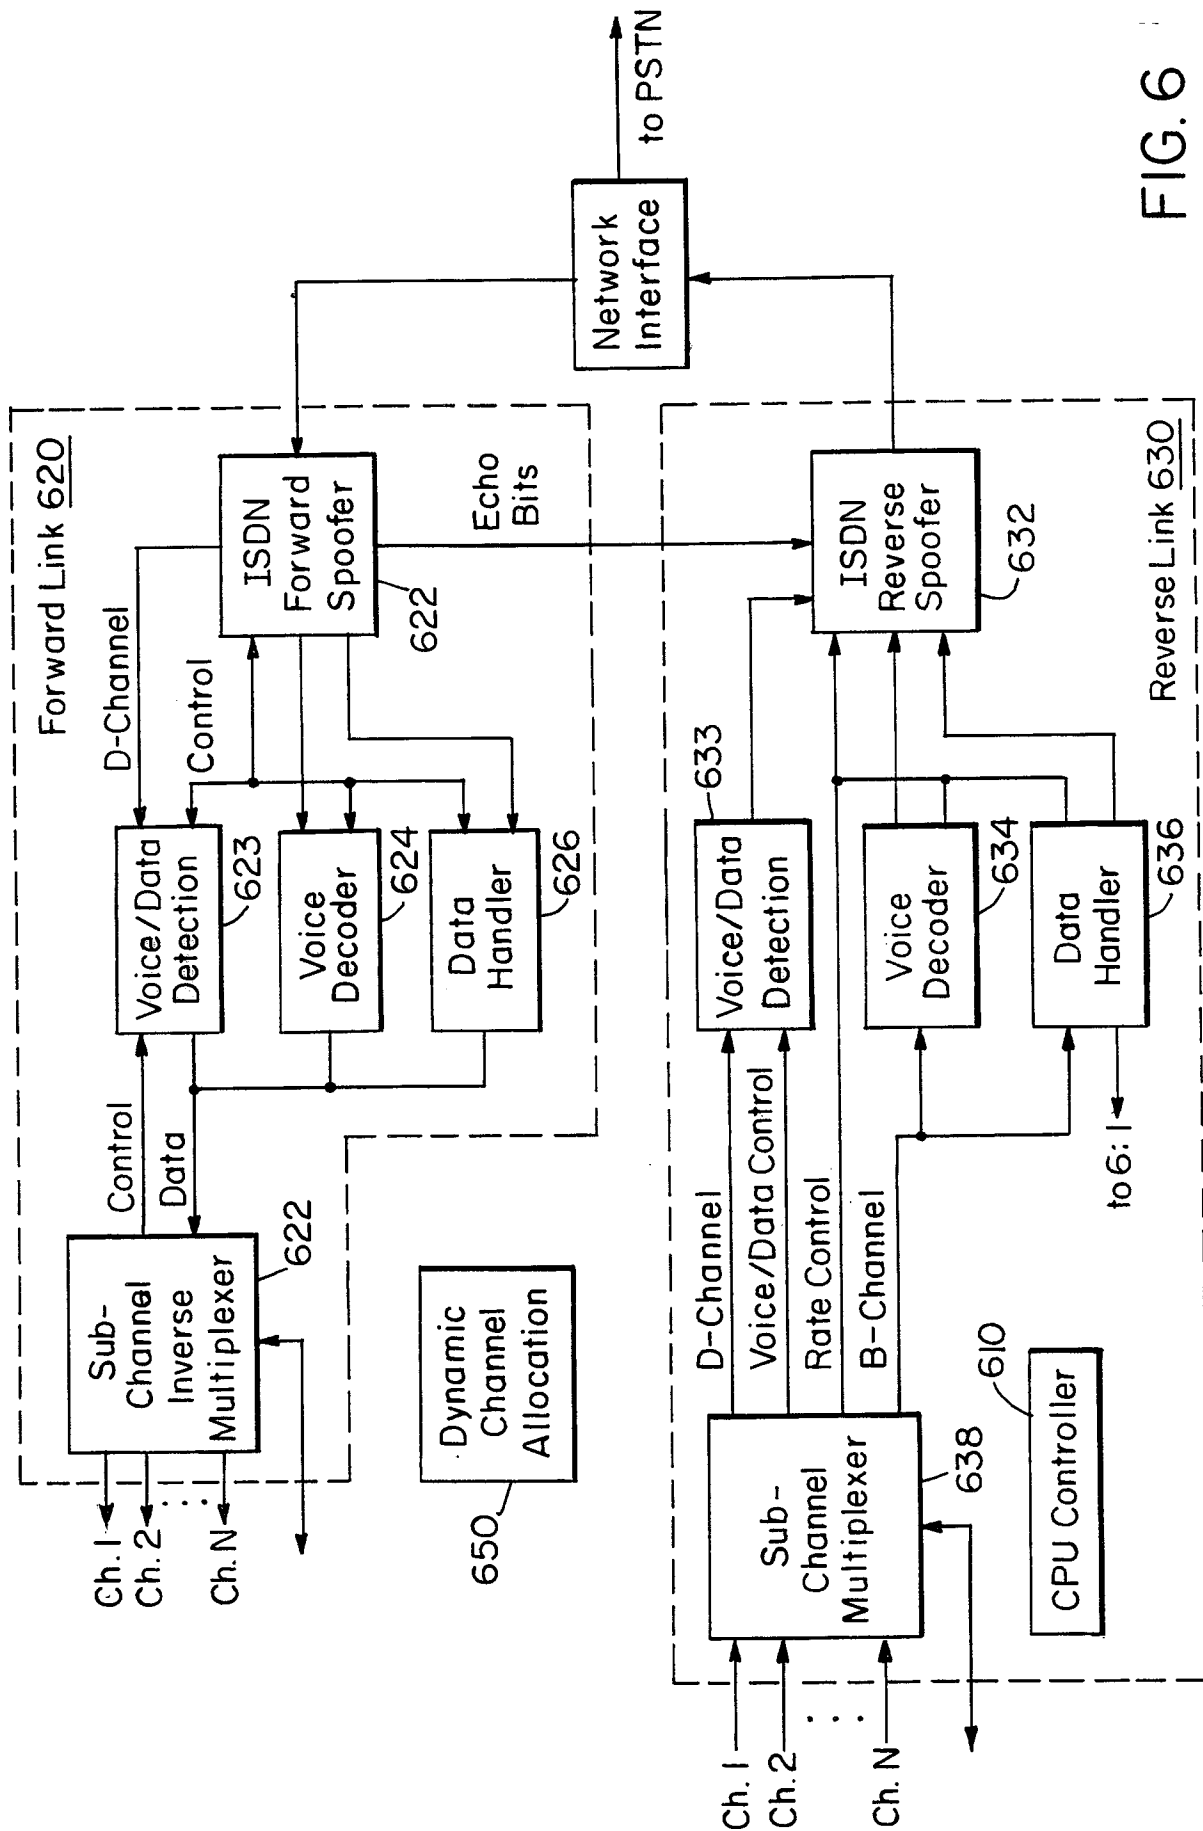 Forward Link 620
Ch. 1
Ch. 2
Ch. N
Sub-
Channel
Inverse
Multiplexer
622
Control
Data
Voice/Data
Detection
623
D-Channel
Control
Voice
Decoder
624
Data
Handler
626
ISDN
Forward
Spoofer
622
Echo
Bits
Network
Interface
to PSTN
Dynamic
Channel
Allocation
650
Ch. 1
Ch. 2
Ch. N
Sub-
Channel
Multiplexer
638
D-Channel
Voice/Data Control
Rate Control
B-Channel
Voice/Data
Detection
633
Voice
Decoder
634
Data
Handler
636
to 6:1
ISDN
Reverse
Spoofer
632
CPU Controller
610
Reverse Link 630
FIG. 6